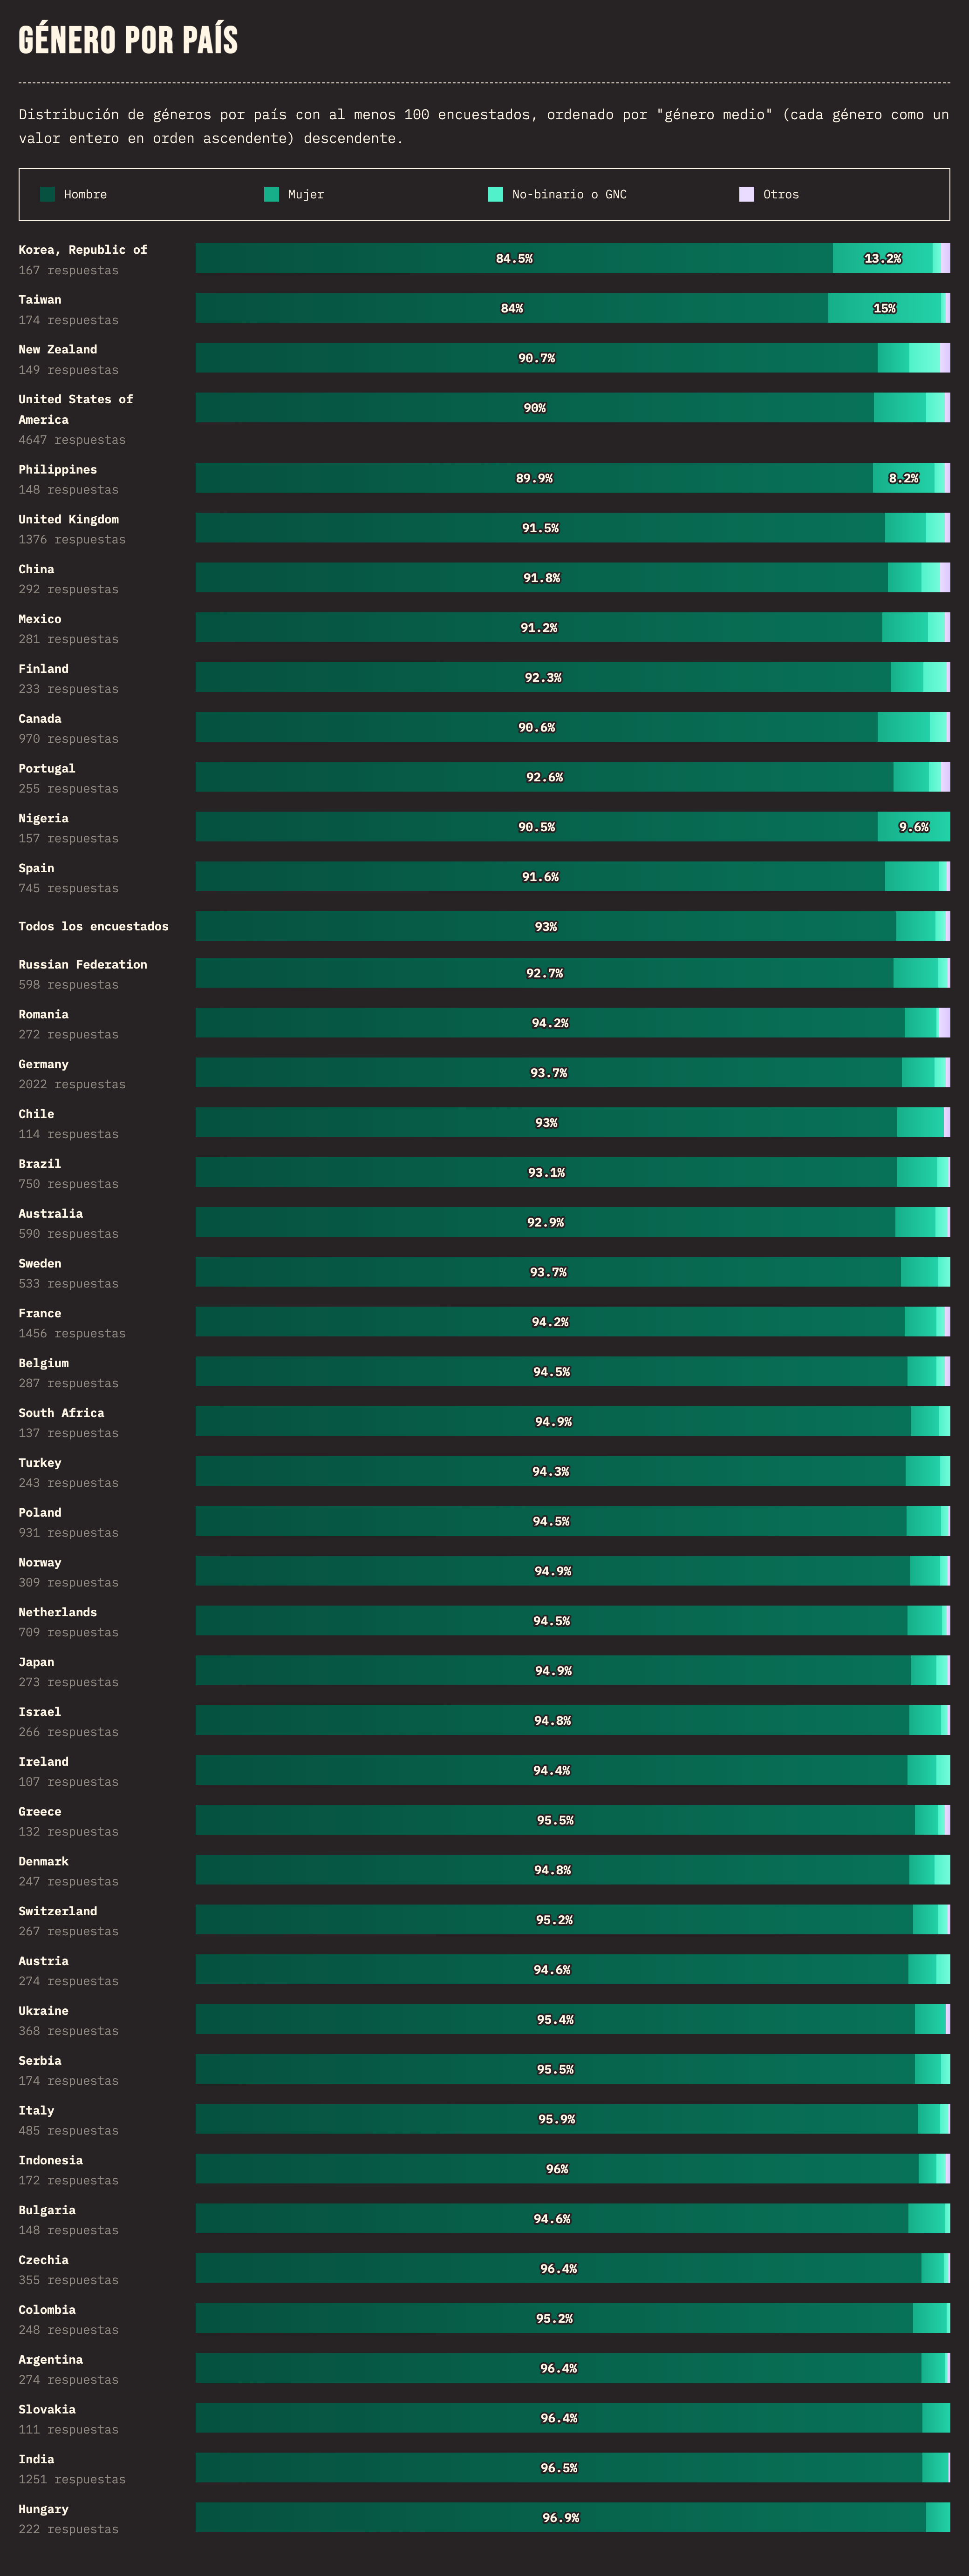 GÉNERO POR PAÍS
Distribución de géneros por país con al menos 100 encuestados, ordenado por "género medio" (cada género como un
valor entero en orden ascendente) descendente.
Hombre Mujer No-binario o GNC Otros
Korea, Republic of
167 respuestas
84.5% 13.2%
Taiwan
174 respuestas
84% 15%
New Zealand
149 respuestas
90.7%
United States of
America
4647 respuestas
90%
Philippines
148 respuestas
89.9% 8.2%
United Kingdom
1376 respuestas
91.5%
China
292 respuestas
91.8%
Mexico
281 respuestas
91.2%
Finland
233 respuestas
92.3%
Canada
970 respuestas
90.6%
Portugal
255 respuestas
92.6%
Nigeria
157 respuestas
90.5% 9.6%
Spain
745 respuestas
91.6%
Todos los encuestados
93%
Russian Federation
598 respuestas
92.7%
Romania
272 respuestas
94.2%
Germany
2022 respuestas
93.7%
Chile
114 respuestas
93%
Brazil
750 respuestas
93.1%
Australia
590 respuestas
92.9%
Sweden
533 respuestas
93.7%
France
1456 respuestas
94.2%
Belgium
287 respuestas
94.5%
South Africa
137 respuestas
94.9%
Turkey
243 respuestas
94.3%
Poland
931 respuestas
94.5%
Norway
309 respuestas
94.9%
Netherlands
709 respuestas
94.5%
Japan
273 respuestas
94.9%
Israel
266 respuestas
94.8%
Ireland
107 respuestas
94.4%
Greece
132 respuestas
95.5%
Denmark
247 respuestas
94.8%
Switzerland
267 respuestas
95.2%
Austria
274 respuestas
94.6%
Ukraine
368 respuestas
95.4%
Serbia
174 respuestas
95.5%
Italy
485 respuestas
95.9%
Indonesia
172 respuestas
96%
Bulgaria
148 respuestas
94.6%
Czechia
355 respuestas
96.4%
Colombia
248 respuestas
95.2%
Argentina
274 respuestas
96.4%
Slovakia
111 respuestas
96.4%
India
1251 respuestas
96.5%
Hungary
222 respuestas
96.9%